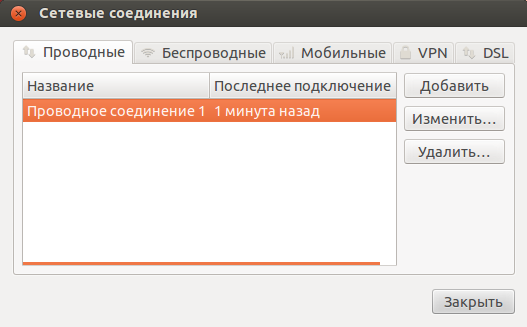 Сетевые соединения
Проводные Беспроводные Мобильные VPN DSL
Название Последнее подключение
Проводное соединение 1 1 минута назад
Добавить
Изменить...
Удалить...
Закрыть